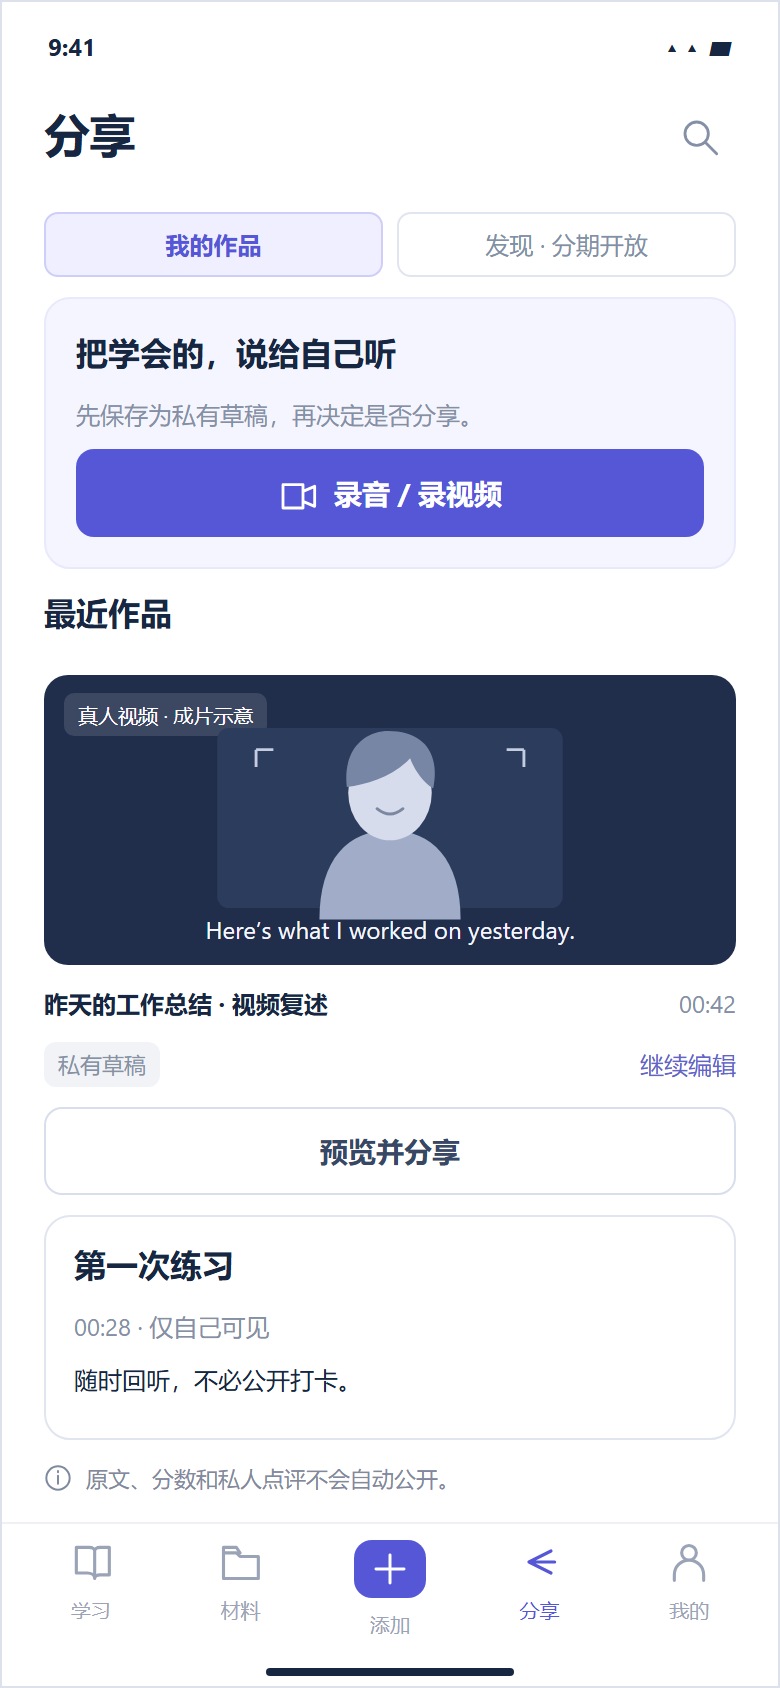 9:41
分享
我的作品
发现 · 分期开放
把学会的，说给自己听
先保存为私有草稿，再决定是否分享。
录音 / 录视频
最近作品
真人视频 · 成片示意
Here’s what I worked on yesterday.
昨天的工作总结 · 视频复述
00:42
私有草稿
继续编辑
预览并分享
第一次练习
00:28 · 仅自己可见
随时回听，不必公开打卡。
原文、分数和私人点评不会自动公开。
学习
材料
添加
分享
我的